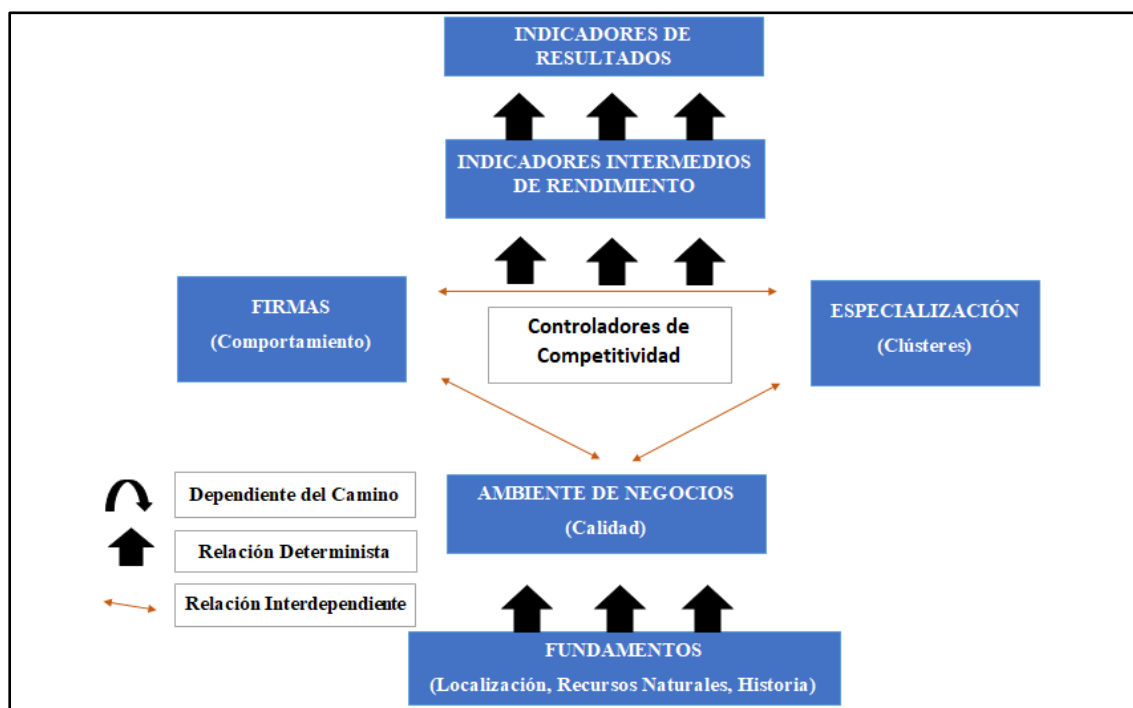 INDICADORES DE
RESULTADOS
INDICADORES INTERMEDIOS
DE RENDIMIENTO
FIRMAS
(Comportamiento)
Controladores de
Competitividad
ESPECIALIZACIÓN
(Clústeres)
AMBIENTE DE NEGOCIOS
(Calidad)
Dependiente del Camino
Relación Determinista
Relación Interdependiente
FUNDAMENTOS
(Localización, Recursos Naturales, Historia)